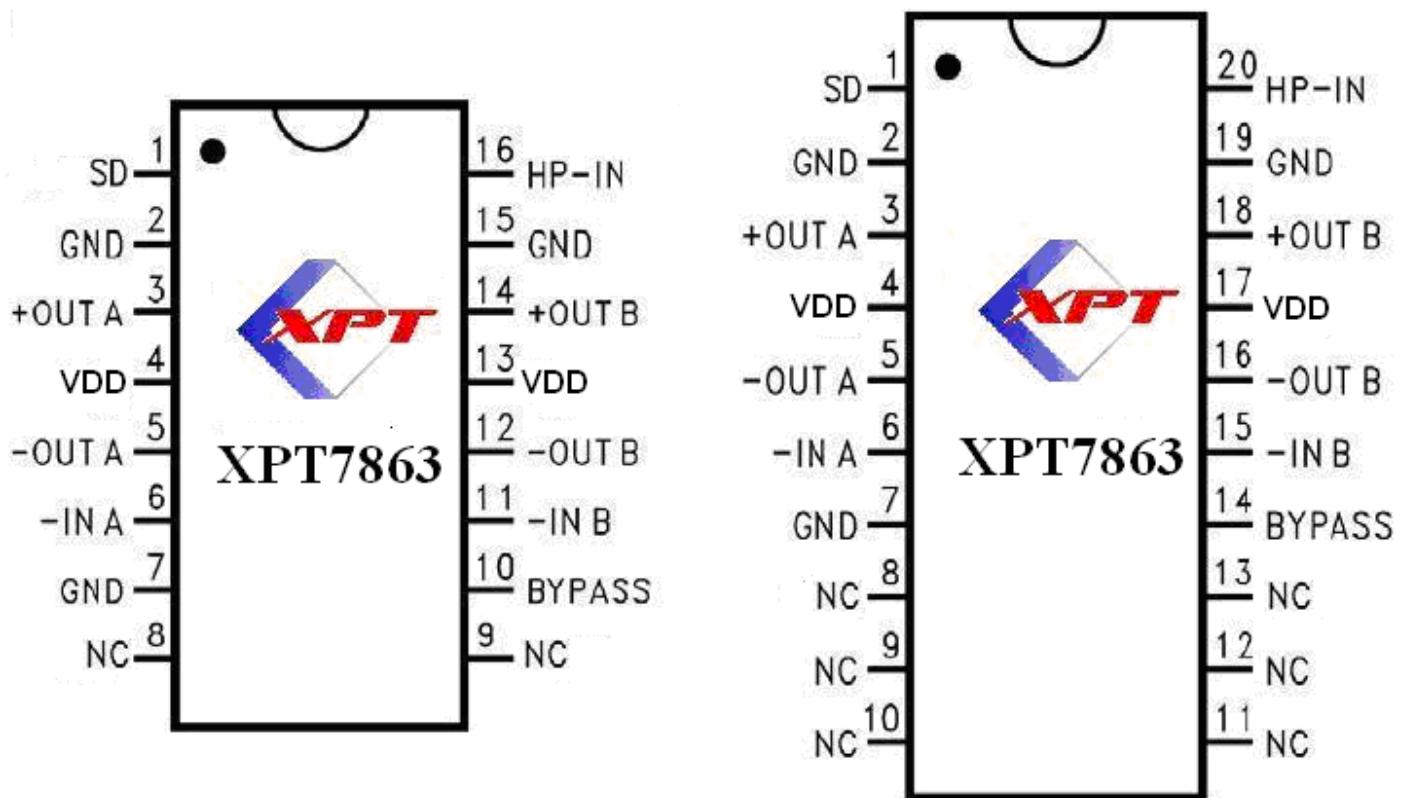 SD 1 16 HP-IN
GND 2 15 GND
+OUT A 3 14 +OUT B
VDD 4 13 VDD
-OUT A 5 12 -OUT B
-IN A 6 11 -IN B
GND 7 10 BYPASS
NC 8 9 NC
XPT
XPT7863
SD 1 20 HP-IN
GND 2 19 GND
+OUT A 3 18 +OUT B
VDD 4 17 VDD
-OUT A 5 16 -OUT B
-IN A 6 15 -IN B
GND 7 14 BYPASS
NC 8 13 NC
NC 9 12 NC
NC 10 11 NC
XPT
XPT7863